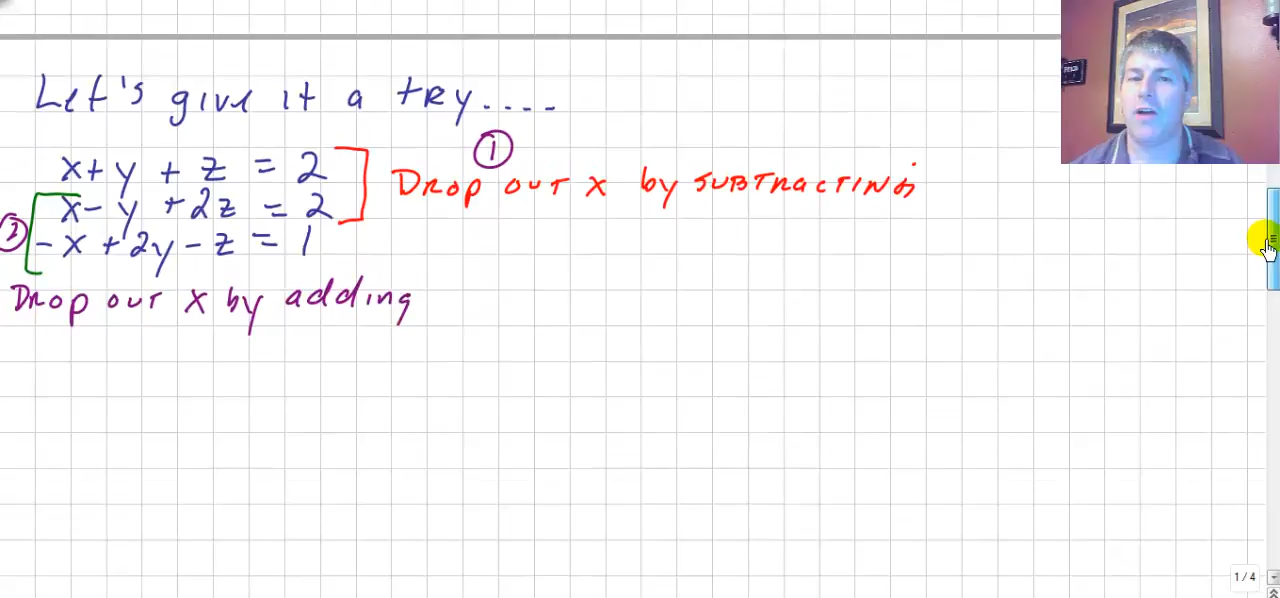 Let's give it a try....
①
x + y + z = 2
Drop out x by subtracting
x - y + 2z = 2
②
-x + 2y - z = 1
Drop out x by adding
1/4